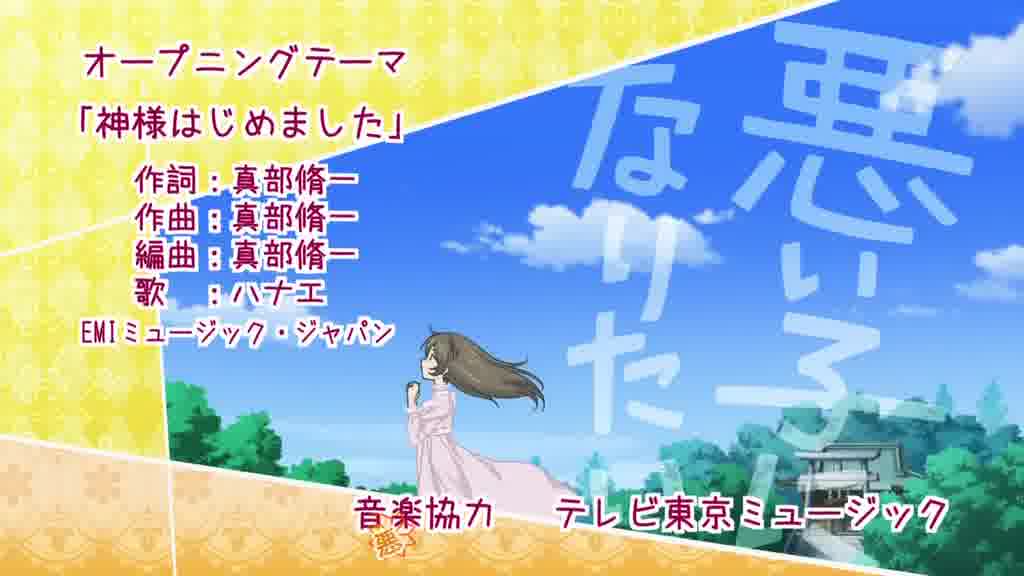 オープニングテーマ
「神様はじめました」
作詞：真部脩一
作曲：真部脩一
編曲：真部脩一
歌　：ハナエ
EMIミュージック・ジャパン
悪い子
なりたい
音楽協力　テレビ東京ミュージック
悪